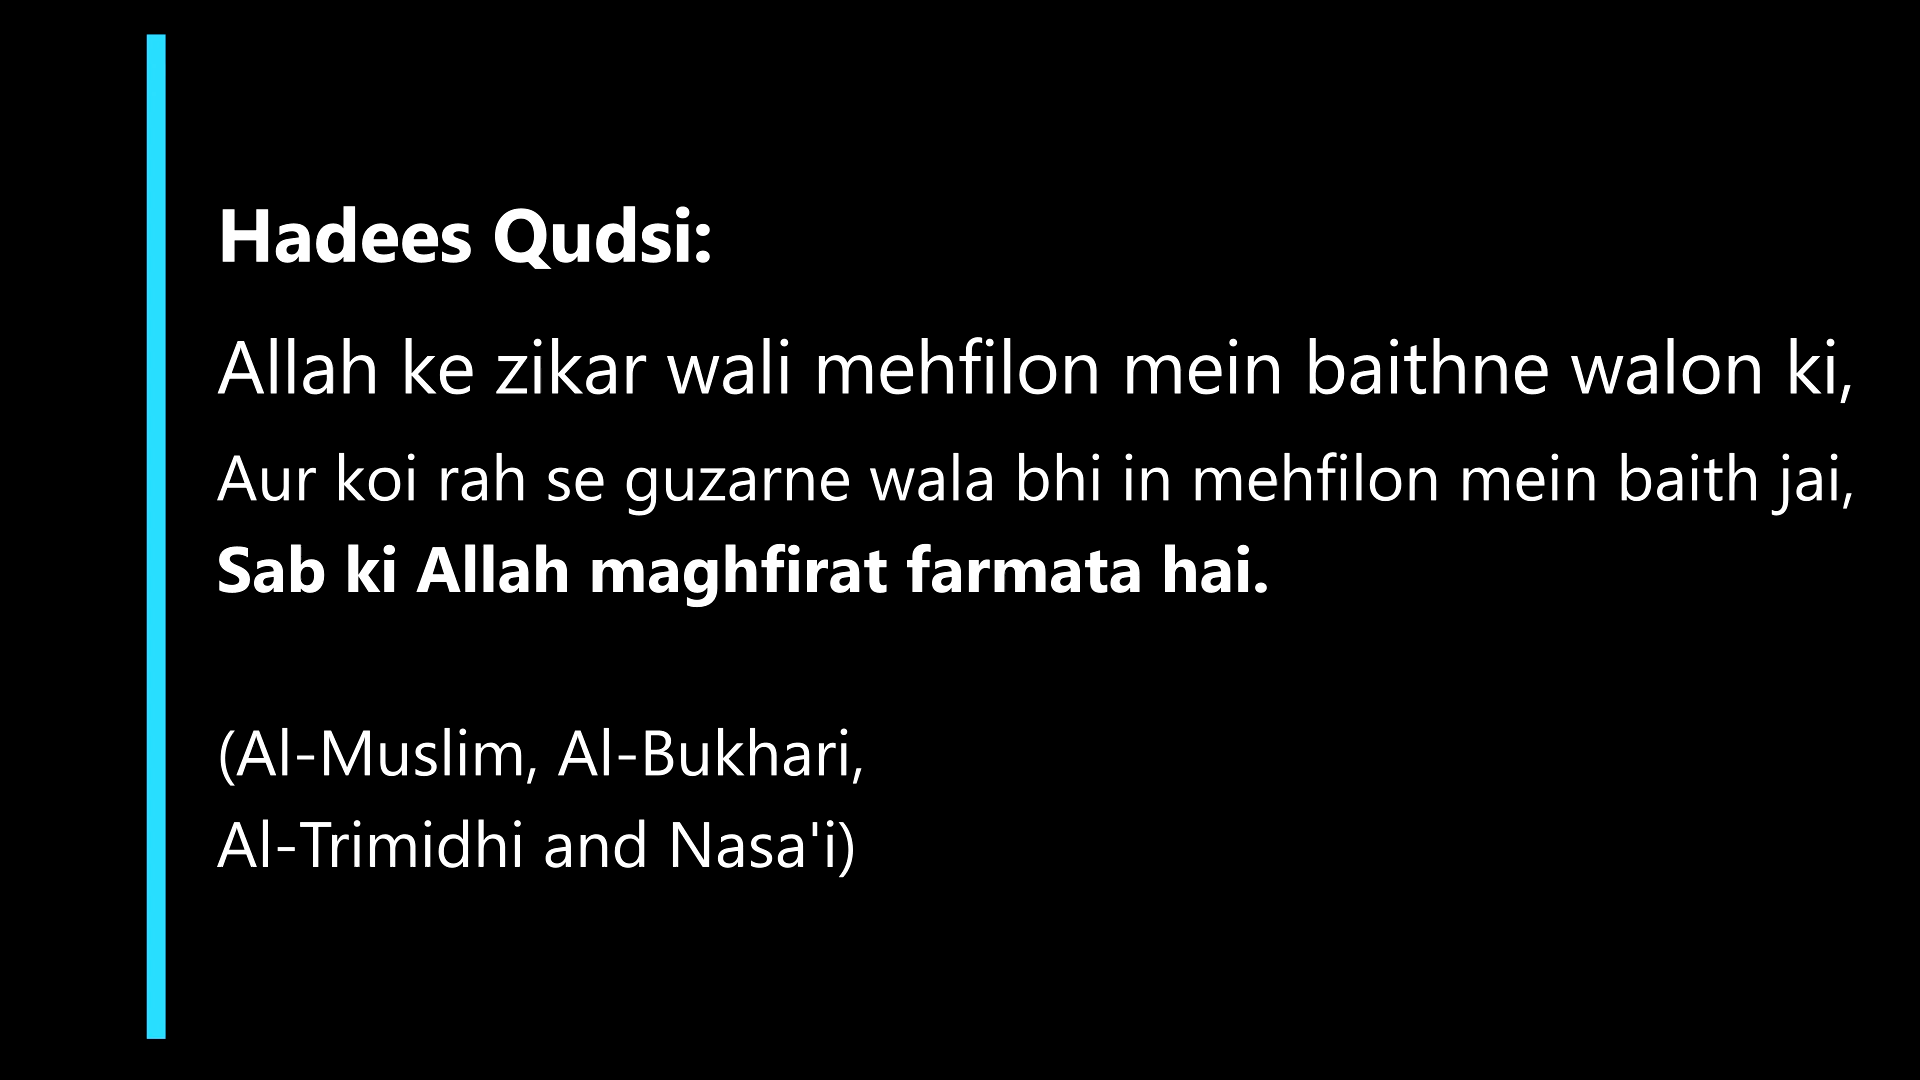 Hadees Qudsi:
Allah ke zikar wali mehfilon mein baithne walon ki,
Aur koi rah se guzarne wala bhi in mehfilon mein baith jai,
Sab ki Allah maghfirat farmata hai.
(Al-Muslim, Al-Bukhari,
Al-Trimidhi and Nasa'i)